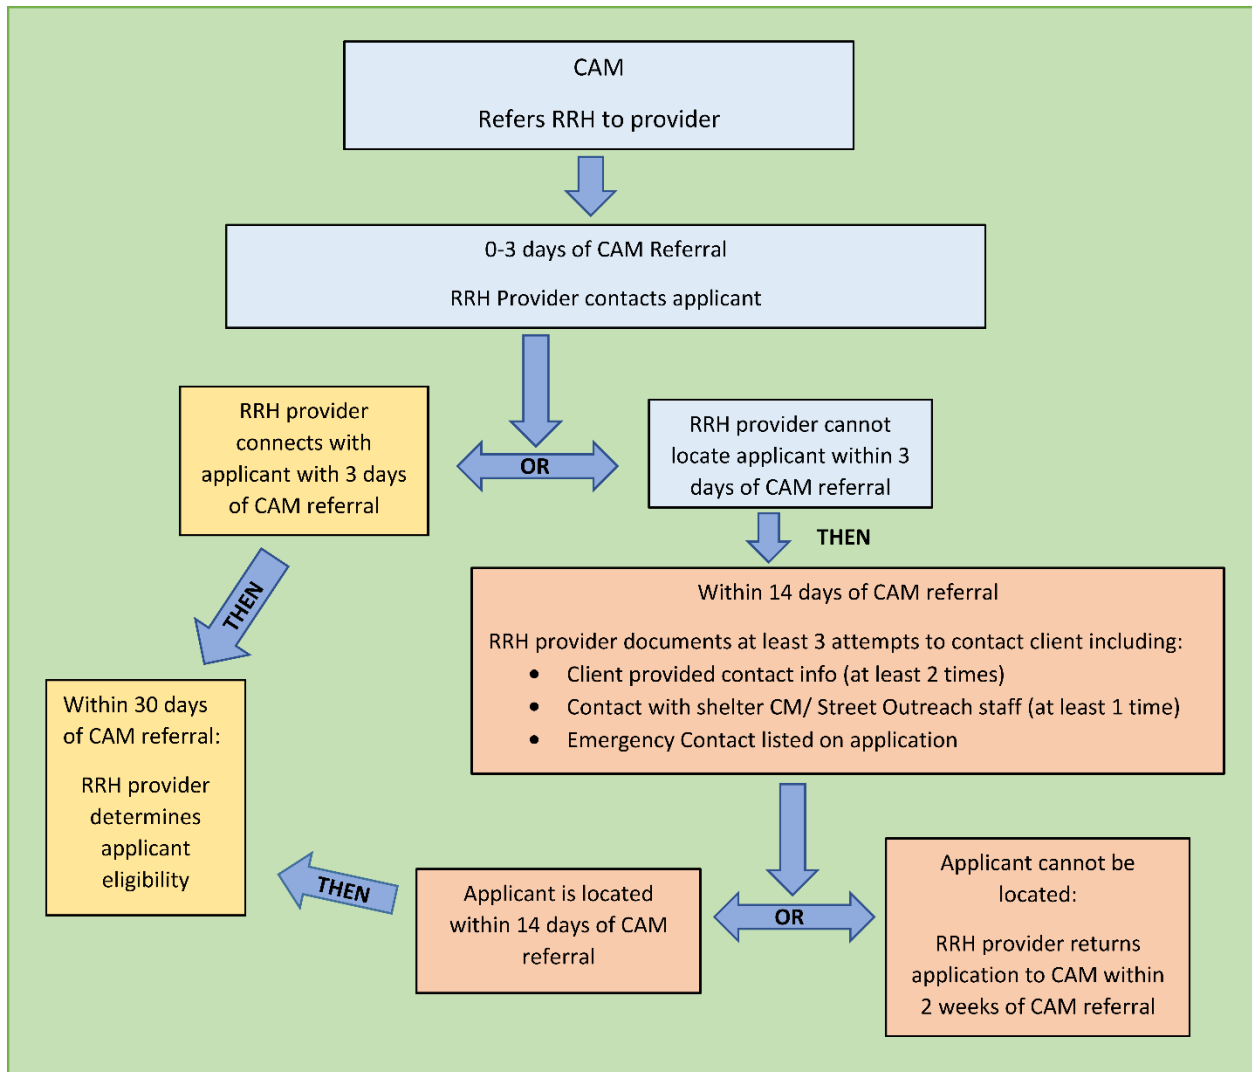 CAM
Refers RRH to provider
0-3 days of CAM Referral
RRH Provider contacts applicant
RRH provider
connects with
applicant with 3 days
of CAM referral
OR
RRH provider cannot
locate applicant within 3
days of CAM referral
THEN
THEN
Within 14 days of CAM referral
RRH provider documents at least 3 attempts to contact client including:
• Client provided contact info (at least 2 times)
• Contact with shelter CM/ Street Outreach staff (at least 1 time)
• Emergency Contact listed on application
Within 30 days
of CAM referral:
RRH provider
determines
applicant
eligibility
THEN
Applicant is located
within 14 days of CAM
referral
OR
Applicant cannot be
located:
RRH provider returns
application to CAM within
2 weeks of CAM referral